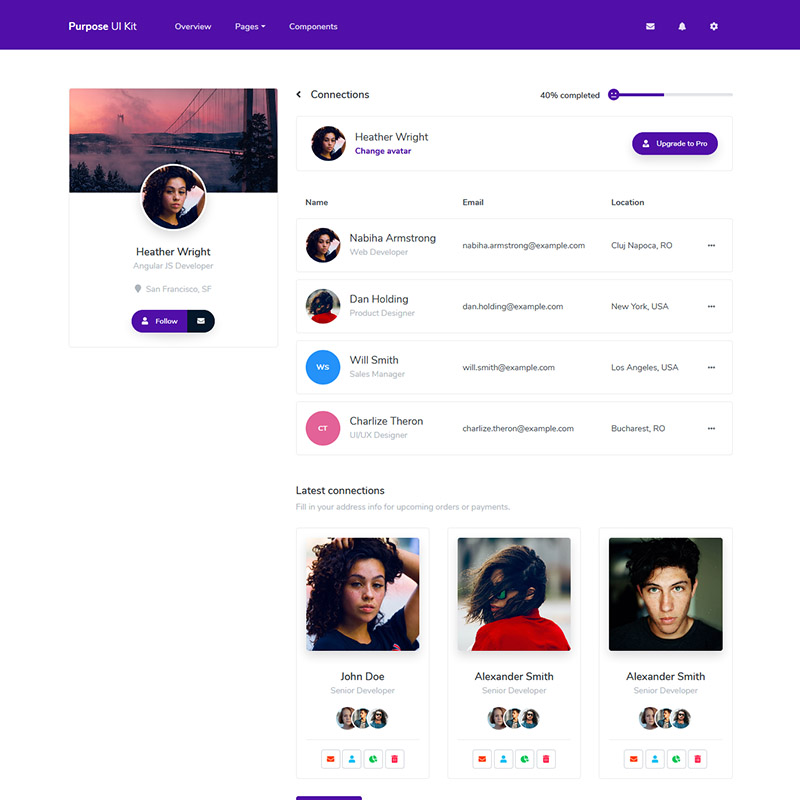 Purpose UI Kit
Overview
Pages
Components
Heather Wright
Angular JS Developer
San Francisco, SF
Follow
Connections
40% completed
Heather Wright
Change avatar
Upgrade to Pro
Name Email Location
Nabiha Armstrong
Web Developer
nabiha.armstrong@example.com
Cluj Napoca, RO
Dan Holding
Product Designer
dan.holding@example.com
New York, USA
WS
Will Smith
Sales Manager
will.smith@example.com
Los Angeles, USA
CT
Charlize Theron
UI/UX Designer
charlize.theron@example.com
Bucharest, RO
Latest connections
Fill in your address info for upcoming orders or payments.
John Doe
Senior Developer
Alexander Smith
Senior Developer
Alexander Smith
Senior Developer